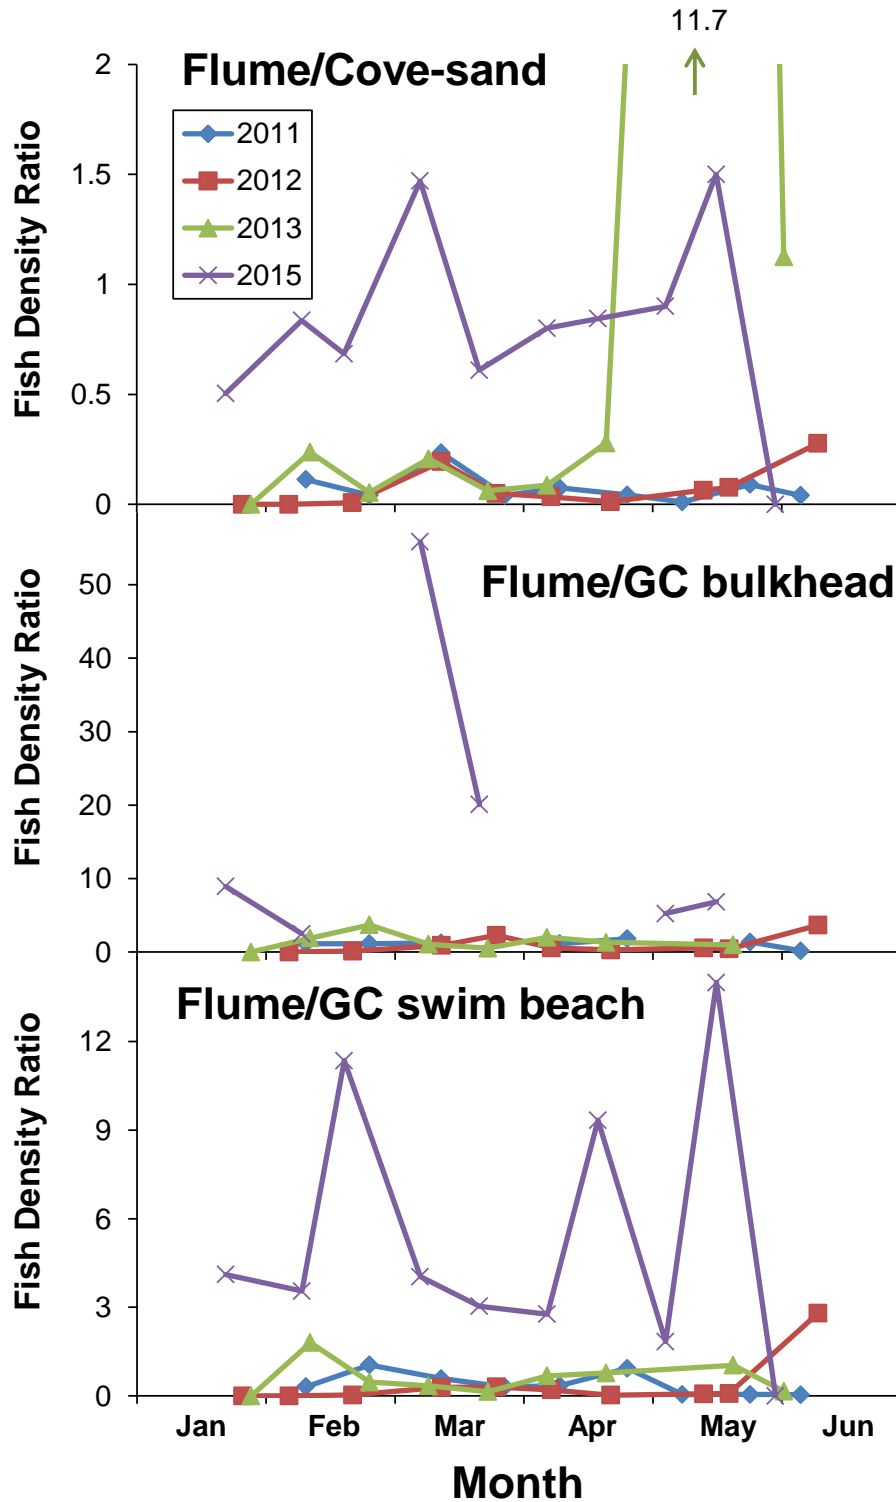 11.7
Flume/Cove-sand
2011
2012
2013
2015
Fish Density Ratio
2
1.5
1
0.5
0
Flume/GC bulkhead
Fish Density Ratio
50
40
30
20
10
0
Flume/GC swim beach
Fish Density Ratio
12
9
6
3
0
Jan Feb Mar Apr May Jun
Month